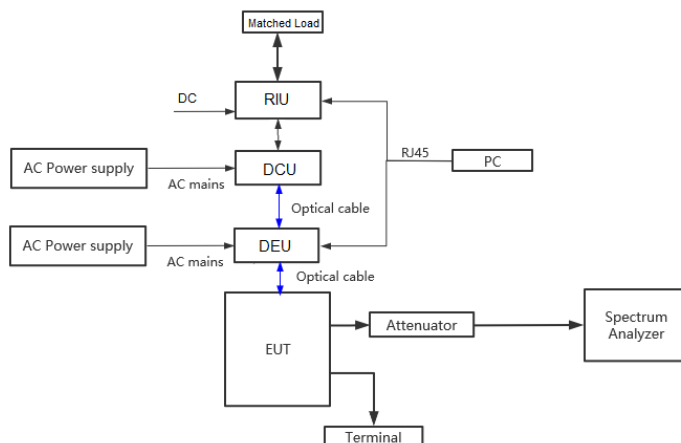 Matched Load
DC
RIU
RJ45
PC
AC Power supply
AC mains
DCU
Optical cable
AC Power supply
AC mains
DEU
Optical cable
EUT
Attenuator
Spectrum
Analyzer
Terminal